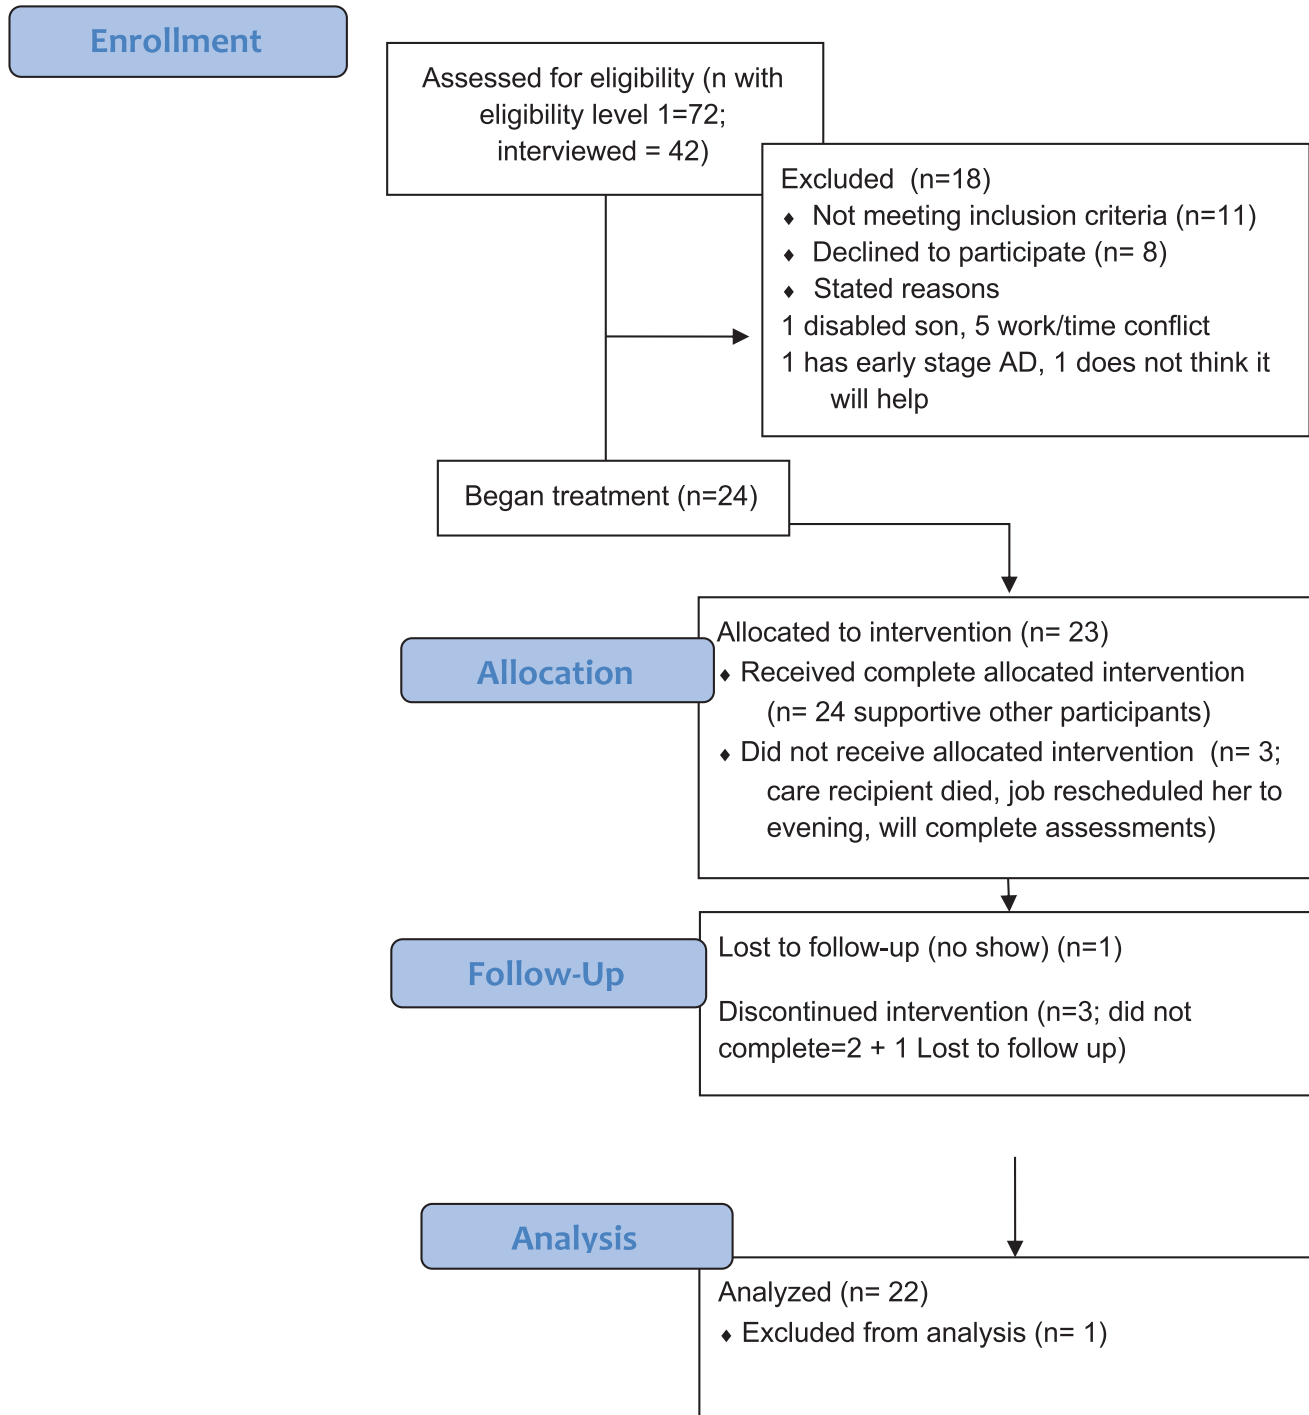 Enrollment
Assessed for eligibility (n with
eligibility level 1=72;
interviewed = 42)
Excluded  (n=18)
♦ Not meeting inclusion criteria (n=11)
♦ Declined to participate (n= 8)
♦ Stated reasons
1 disabled son, 5 work/time conflict
1 has early stage AD, 1 does not think it
will help
Began treatment (n=24)
Allocation
Allocated to intervention (n= 23)
♦ Received complete allocated intervention
(n= 24 supportive other participants)
♦ Did not receive allocated intervention  (n= 3;
care recipient died, job rescheduled her to
evening, will complete assessments)
Follow-Up
Lost to follow-up (no show) (n=1)
Discontinued intervention (n=3; did not
complete=2 + 1 Lost to follow up)
Analysis
Analyzed (n= 22)
♦ Excluded from analysis (n= 1)